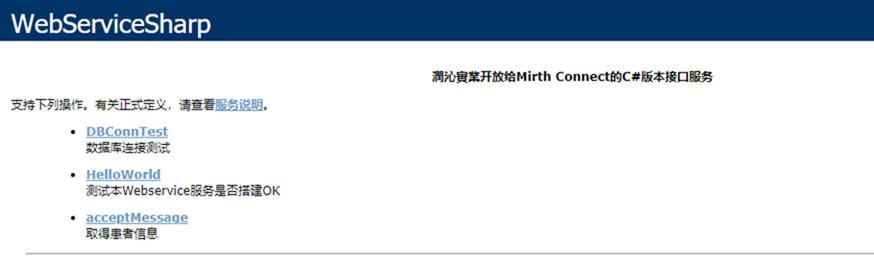 WebServiceSharp
潤沁實業开放给Mirth Connect的C#版本接口服务
支持下列操作。有关正式定义，请查看服务说明。
DBConnTest
数据库连接测试
HelloWorld
测试本Webservice服务是否搭建OK
acceptMessage
取得患者信息